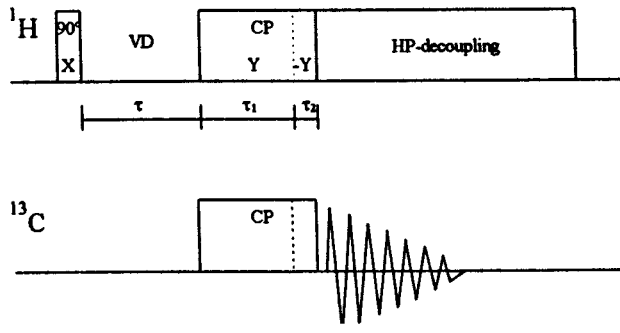 ¹H
90° VD CP HP-decoupling
X Y -Y
τ τ₁ τ₂
¹³C
CP